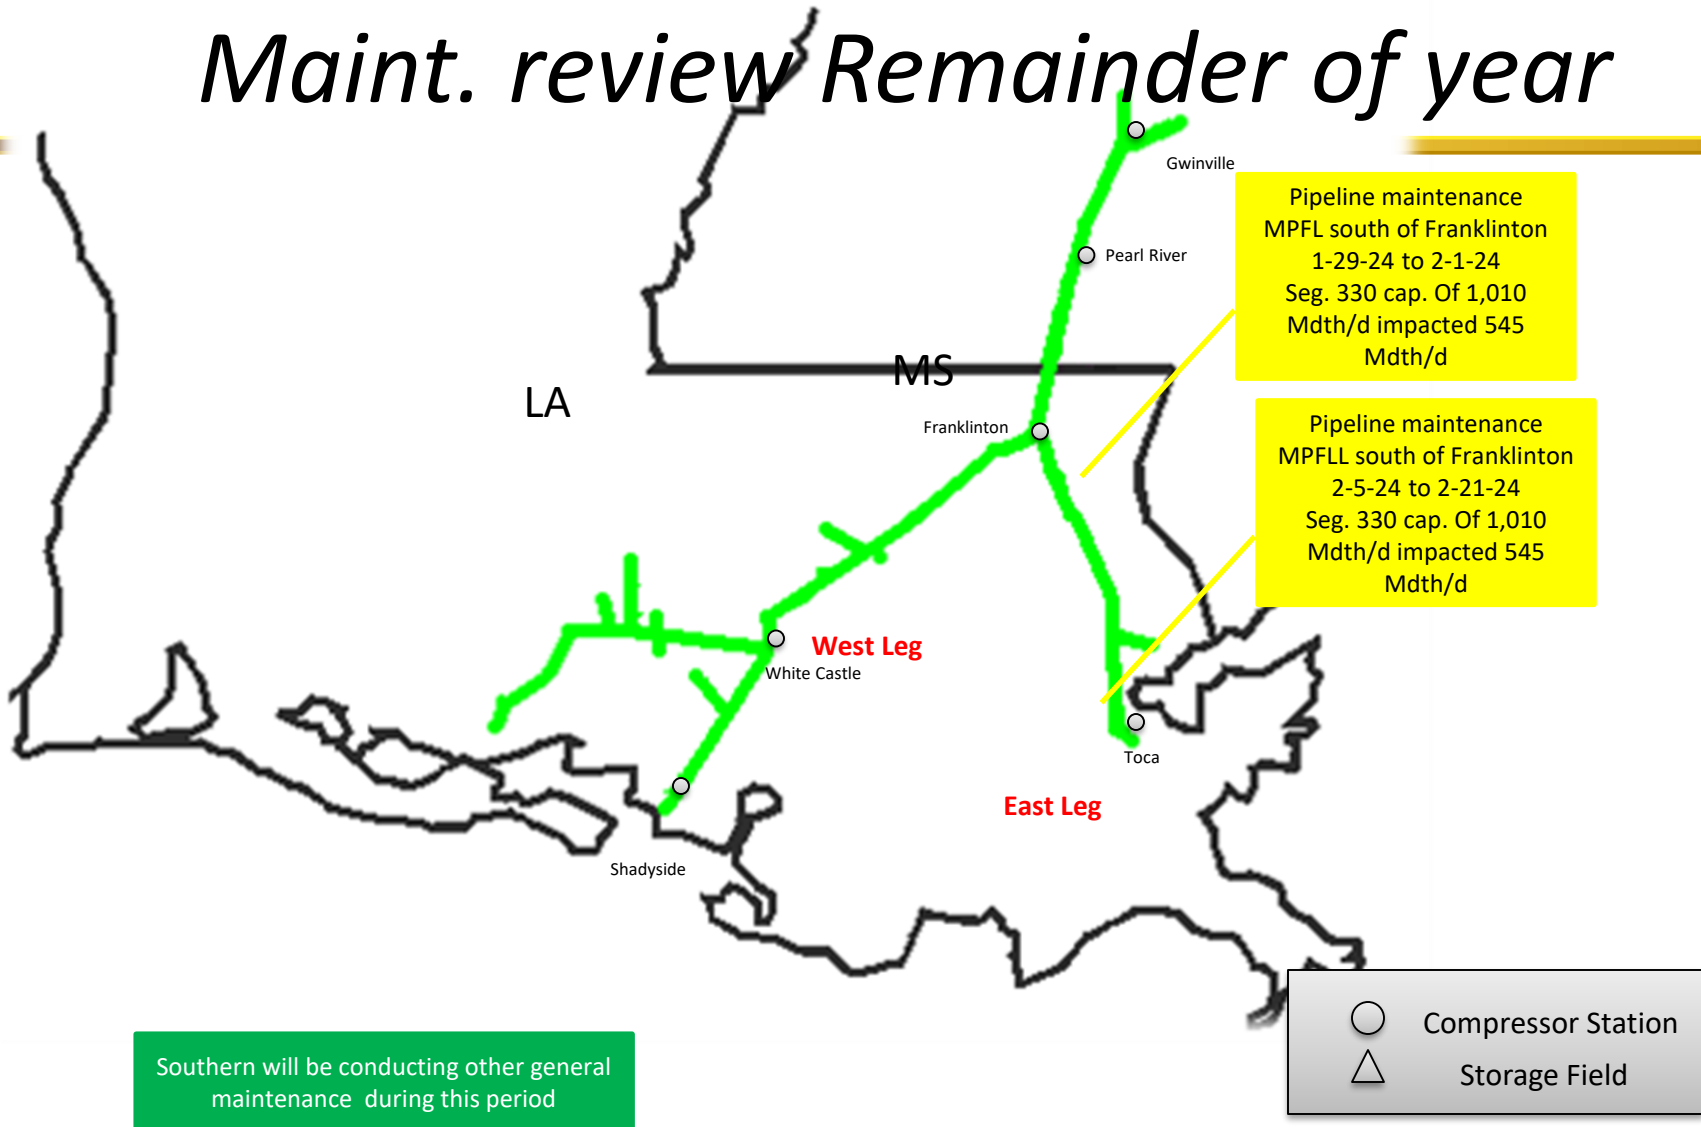 Maint. review Remainder of year
Gwinville
Pipeline maintenance
MPFL south of Franklinton
1-29-24 to 2-1-24
Seg. 330 cap. Of 1,010
Mdth/d impacted 545
Mdth/d
Pearl River
MS
LA
Franklinton
Pipeline maintenance
MPFLL south of Franklinton
2-5-24 to 2-21-24
Seg. 330 cap. Of 1,010
Mdth/d impacted 545
Mdth/d
West Leg
White Castle
Toca
East Leg
Shadyside
Compressor Station
Storage Field
Southern will be conducting other general
maintenance  during this period